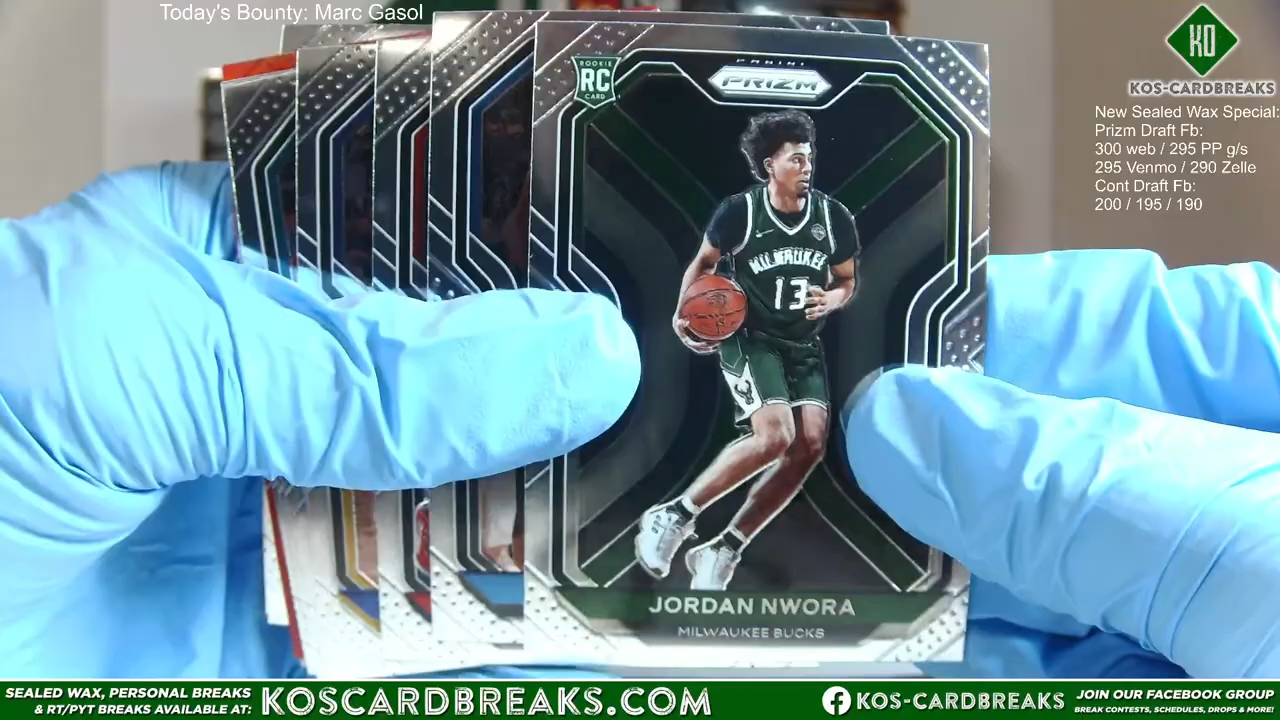 Today's Bounty: Marc Gasol
KO
KOS-CARDBREAKS
New Sealed Wax Special:
Prizm Draft Fb:
300 web / 295 PP g/s
295 Venmo / 290 Zelle
Cont Draft Fb:
200 / 195 / 190
ROOKIE
RC
CARD
PANINI
PRIZM
MILWAUKEE
13
JORDAN NWORA
MILWAUKEE BUCKS
SEALED WAX, PERSONAL BREAKS
& RT/PYT BREAKS AVAILABLE AT:
KOSCARDBREAKS.COM
KOS-CARDBREAKS
JOIN OUR FACEBOOK GROUP
BREAK CONTESTS, SCHEDULES, DROPS & MORE!